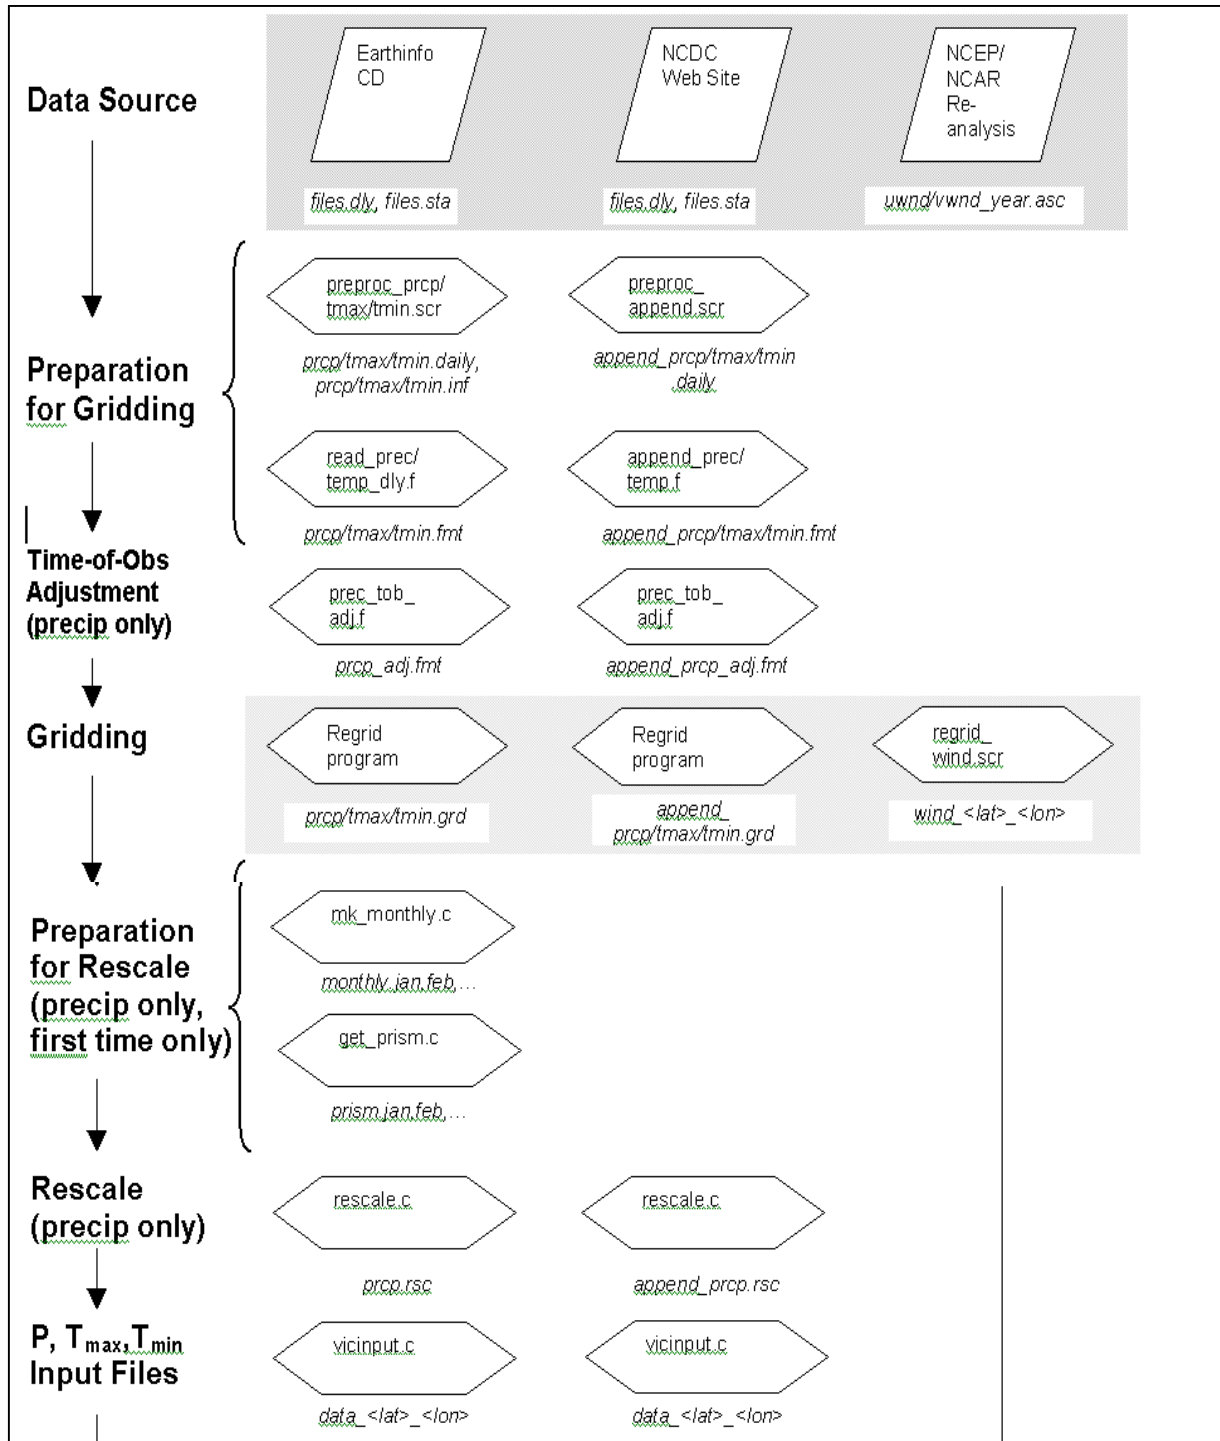 Data Source
Earthinfo
CD
NCDC
Web Site
NCEP/
NCAR
Re-
analysis
files.dly, files.sta
files.dly, files.sta
uwnd/vwnd_year.asc
Preparation
for Gridding
preproc_prcp/
tmax/tmin.scr
preproc_
append.scr
prcp/tmax/tmin.daily,
prcp/tmax/tmin.inf
append_prcp/tmax/tmin
.daily
read_prec/
temp_dly.f
append_prec/
temp.f
prcp/tmax/tmin.fmt
append_prcp/tmax/tmin.fmt
Time-of-Obs
Adjustment
(precip only)
prec_tob_
adj.f
prec_tob_
adj.f
prcp_adj.fmt
append_prcp_adj.fmt
Gridding
Regrid
program
Regrid
program
regrid_
wind.scr
prcp/tmax/tmin.grd
append_
prcp/tmax/tmin.grd
wind_<lat>_<lon>
Preparation
for Rescale
(precip only,
first time only)
mk_monthly.c
monthly.jan,feb,…
get_prism.c
prism.jan,feb,…
Rescale
(precip only)
rescale.c
rescale.c
prcp.rsc
append_prcp.rsc
P, Tmax,Tmin
Input Files
vicinput.c
vicinput.c
data_<lat>_<lon>
data_<lat>_<lon>